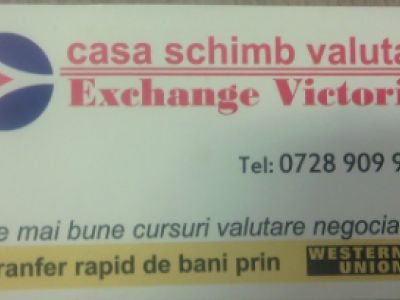 casa schimb valuta
Exchange Victori
Tel: 0728 909 9
e mai bune cursuri valutare negocia
ranfer rapid de bani prin WESTERN UNION